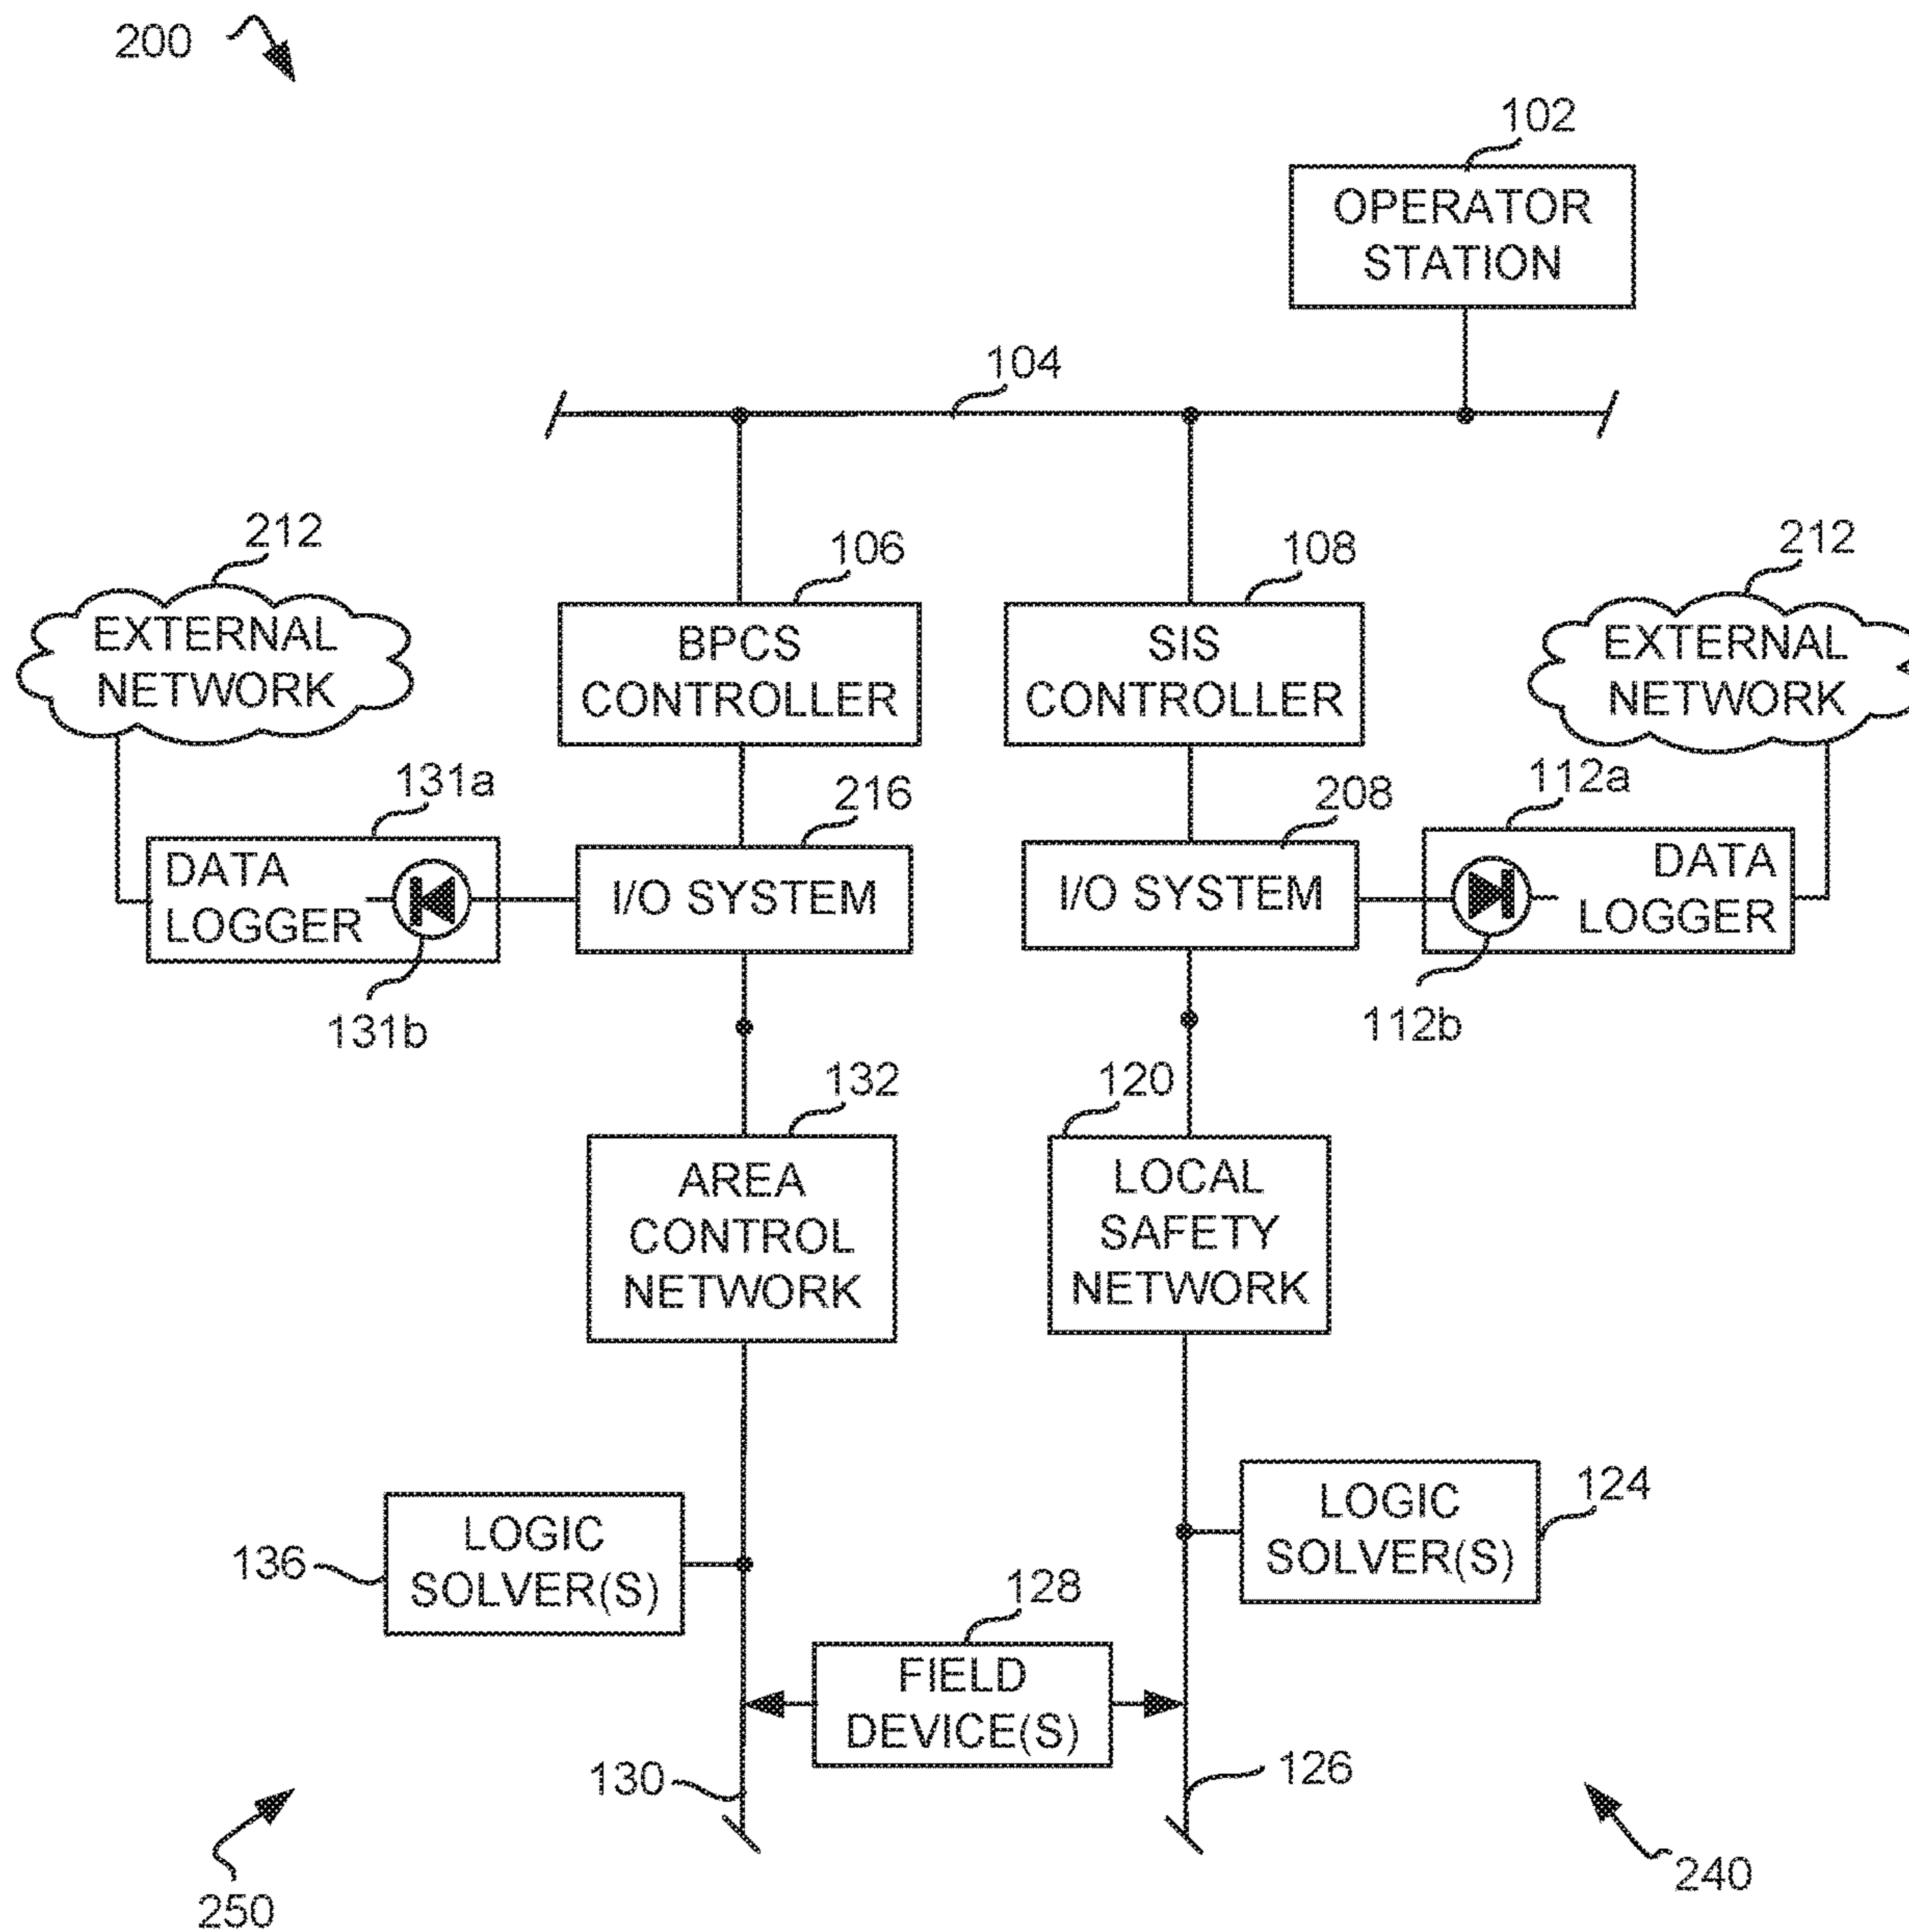 200
102
OPERATOR
STATION
104
212
106
108
212
EXTERNAL
NETWORK
BPCS
CONTROLLER
SIS
CONTROLLER
EXTERNAL
NETWORK
131a
216
208
112a
DATA
LOGGER
I/O SYSTEM
I/O SYSTEM
DATA
LOGGER
131b
112b
132
120
AREA
CONTROL
NETWORK
LOCAL
SAFETY
NETWORK
LOGIC
SOLVER(S)
124
136
LOGIC
SOLVER(S)
128
FIELD
DEVICE(S)
130
126
250
240